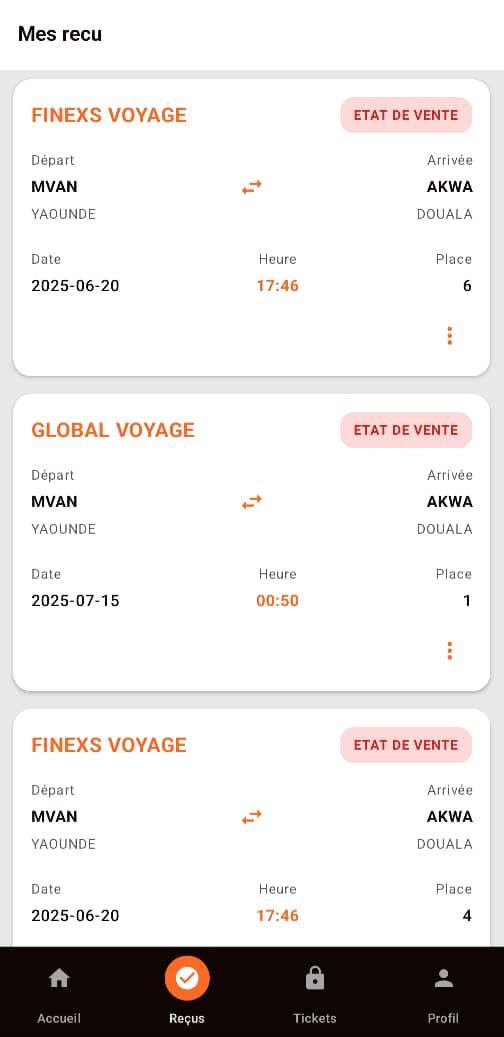 Mes recu
FINEXS VOYAGE ETAT DE VENTE
Départ Arrivée
MVAN AKWA
YAOUNDE DOUALA
Date Heure Place
2025-06-20 17:46 6
GLOBAL VOYAGE ETAT DE VENTE
Départ Arrivée
MVAN AKWA
YAOUNDE DOUALA
Date Heure Place
2025-07-15 00:50 1
FINEXS VOYAGE ETAT DE VENTE
Départ Arrivée
MVAN AKWA
YAOUNDE DOUALA
Date Heure Place
2025-06-20 17:46 4
Accueil Reçus Tickets Profil